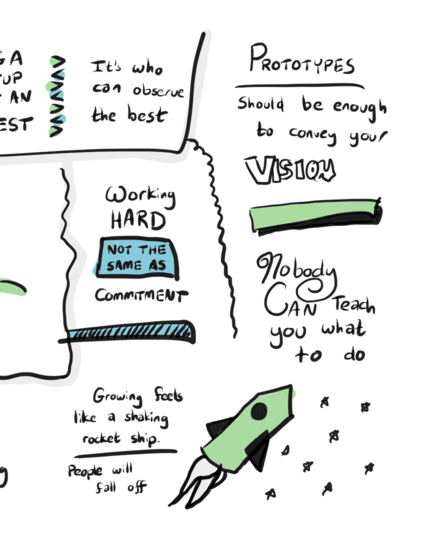 G A
UP
AN
EST
It's who
can observe
the best
PROTOTYPES
Should be enough
to convey your
VISION
Working
HARD
NOT THE
SAME AS
COMMITMENT
Nobody
CAN Teach
you what
to do
Growing feels
like a shaking
rocket ship.
People will
fall off